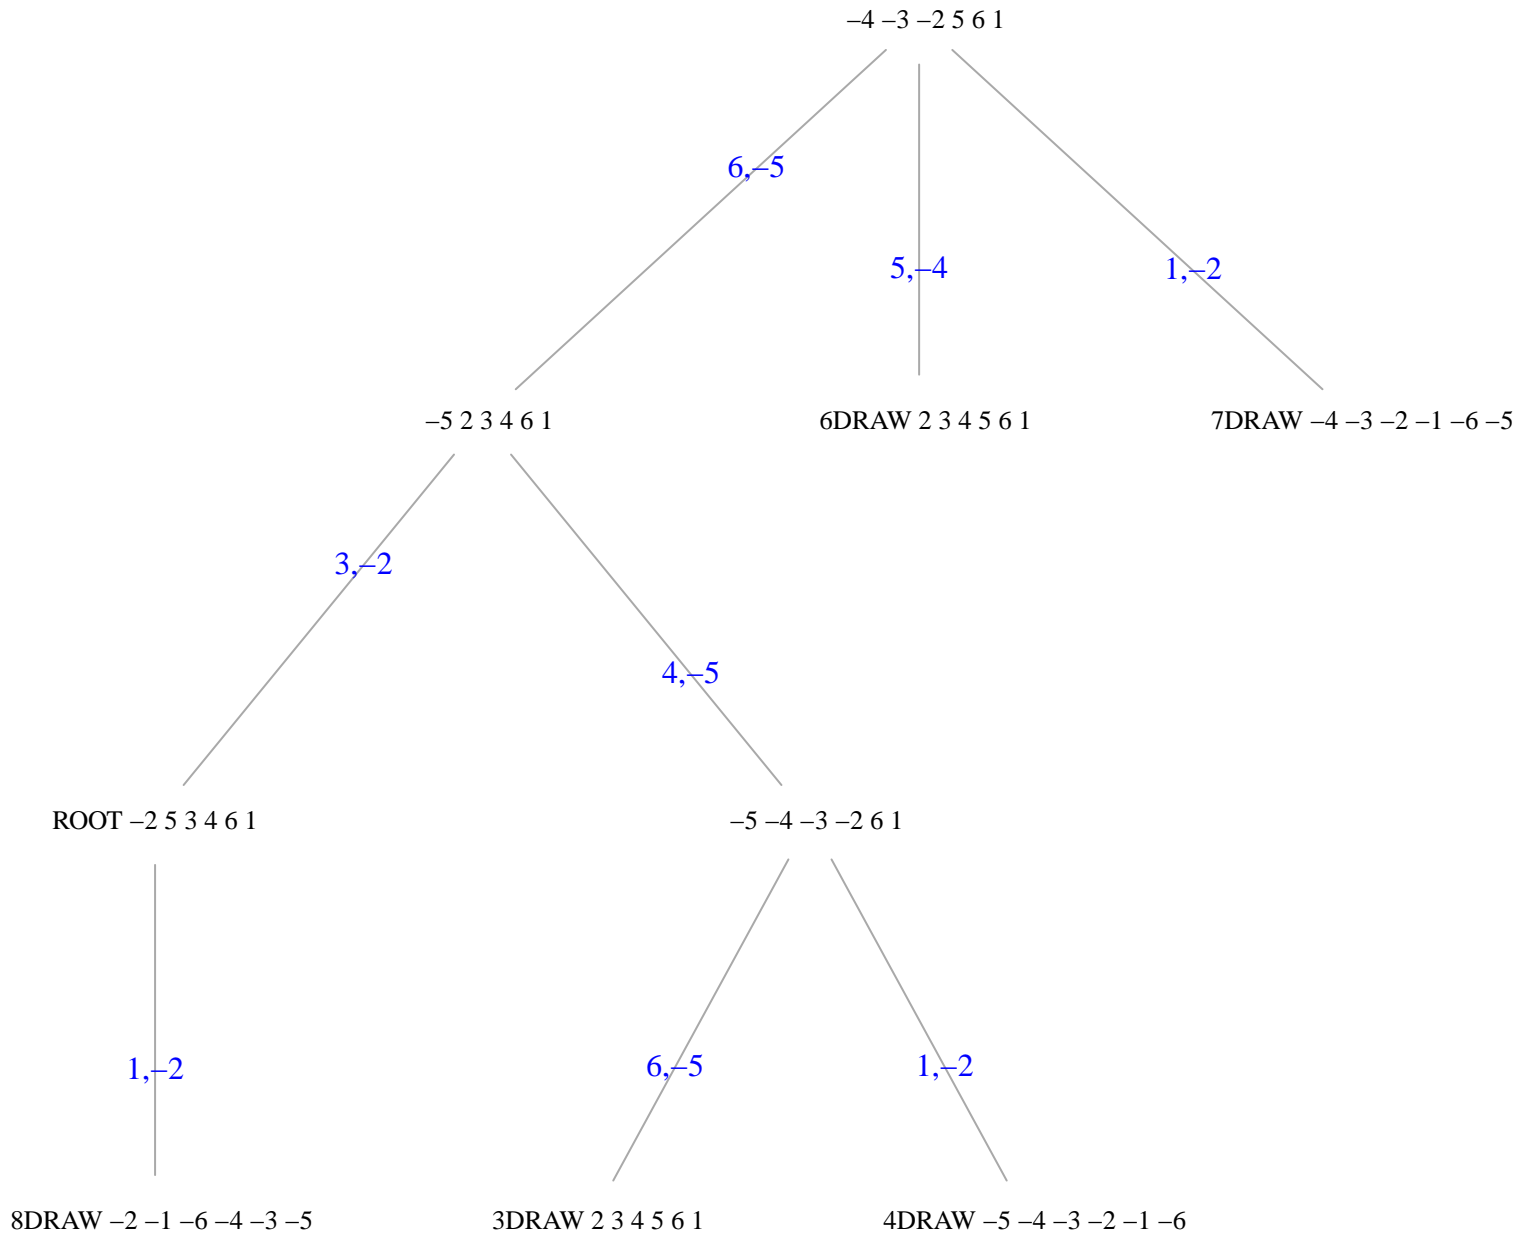 –4 –3 –2 5 6 1
6,–5
5,–4
1,–2
–5 2 3 4 6 1
6DRAW 2 3 4 5 6 1
7DRAW –4 –3 –2 –1 –6 –5
3,–2
4,–5
ROOT –2 5 3 4 6 1
–5 –4 –3 –2 6 1
1,–2
6,–5
1,–2
8DRAW –2 –1 –6 –4 –3 –5
3DRAW 2 3 4 5 6 1
4DRAW –5 –4 –3 –2 –1 –6